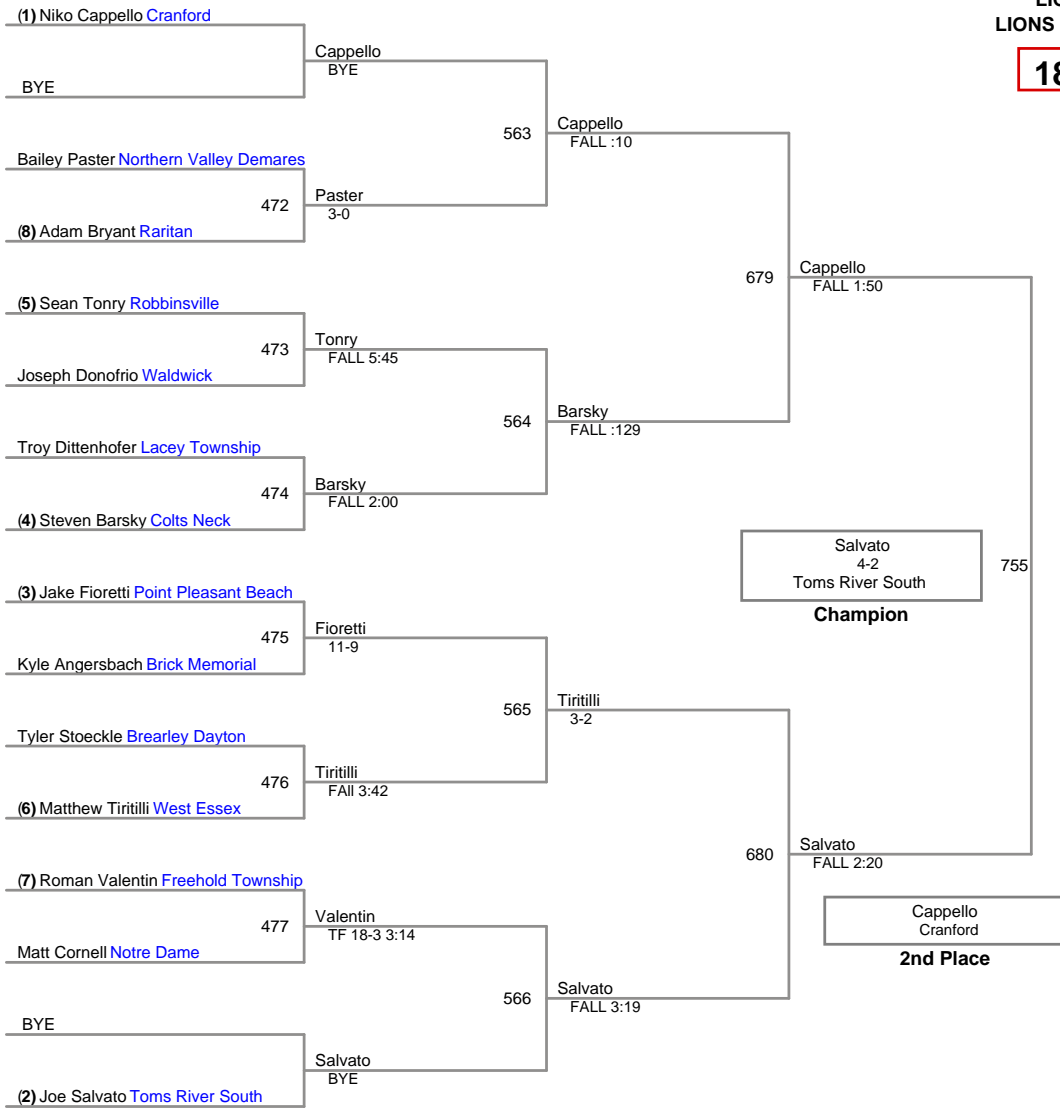 LIONS
18
(1) Niko Cappello Cranford
Cappello
BYE
BYE
563
Cappello
FALL :10
Bailey Paster Northern Valley Demares
472
Paster
3-0
(8) Adam Bryant Raritan
679
Cappello
FALL 1:50
(5) Sean Tonry Robbinsville
473
Tonry
FALL 5:45
Joseph Donofrio Waldwick
564
Barsky
FALL :129
Troy Dittenhofer Lacey Township
474
Barsky
FALL 2:00
(4) Steven Barsky Colts Neck
Salvato
4-2
Toms River South
755
Champion
(3) Jake Fioretti Point Pleasant Beach
475
Fioretti
11-9
Kyle Angersbach Brick Memorial
565
Tiritilli
3-2
Tyler Stoeckle Brearley Dayton
476
Tiritilli
FAll 3:42
(6) Matthew Tiritilli West Essex
680
Salvato
FALL 2:20
(7) Roman Valentin Freehold Township
477
Valentin
TF 18-3 3:14
Matt Cornell Notre Dame
Cappello
Cranford
2nd Place
566
Salvato
FALL 3:19
BYE
Salvato
BYE
(2) Joe Salvato Toms River South